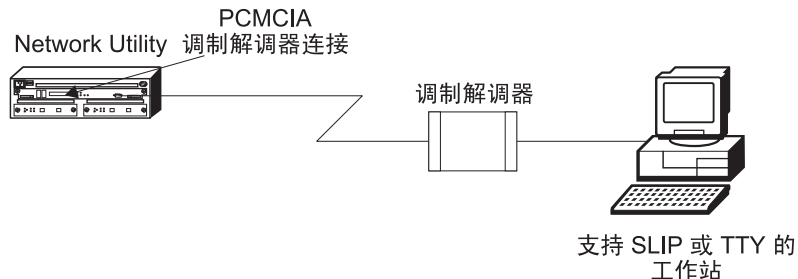 PCMCIA
Network Utility 调制解调器连接
调制解调器
支持 SLIP 或 TTY 的
工作站